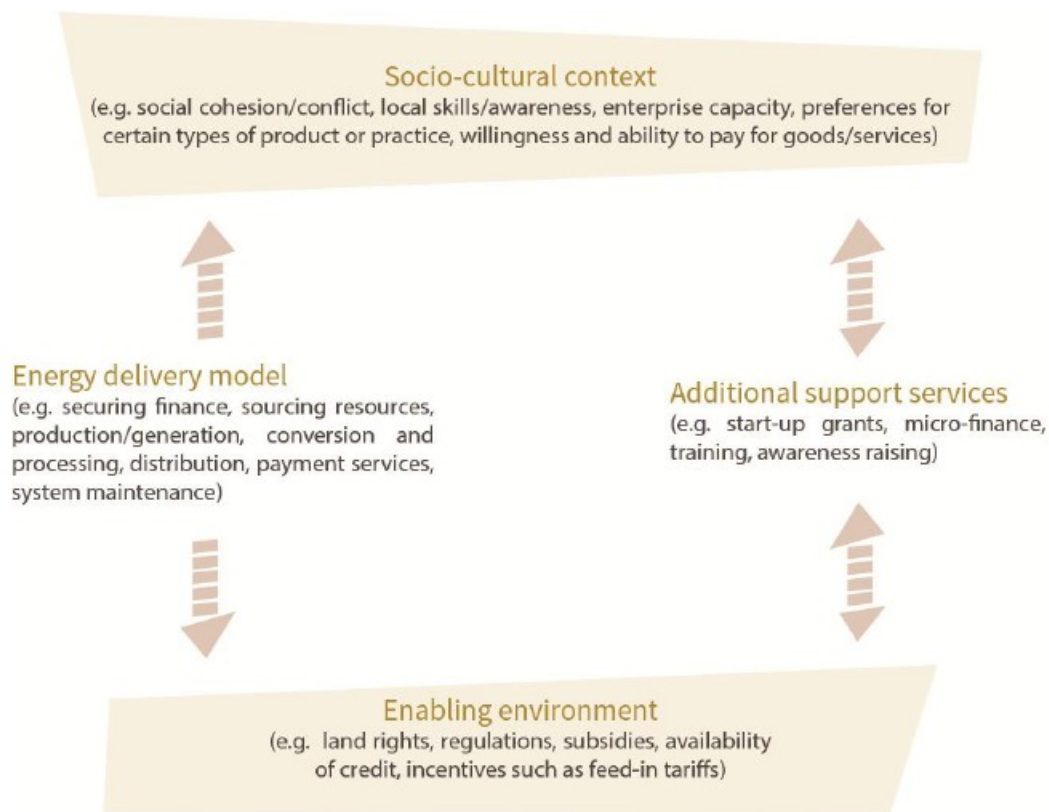 Socio-cultural context
(e.g. social cohesion/conflict, local skills/awareness, enterprise capacity, preferences for
certain types of product or practice, willingness and ability to pay for goods/services)
Energy delivery model
(e.g. securing finance, sourcing resources,
production/generation, conversion and
processing, distribution, payment services,
system maintenance)
Additional support services
(e.g. start-up grants, micro-finance,
training, awareness raising)
Enabling environment
(e.g. land rights, regulations, subsidies, availability
of credit, incentives such as feed-in tariffs)